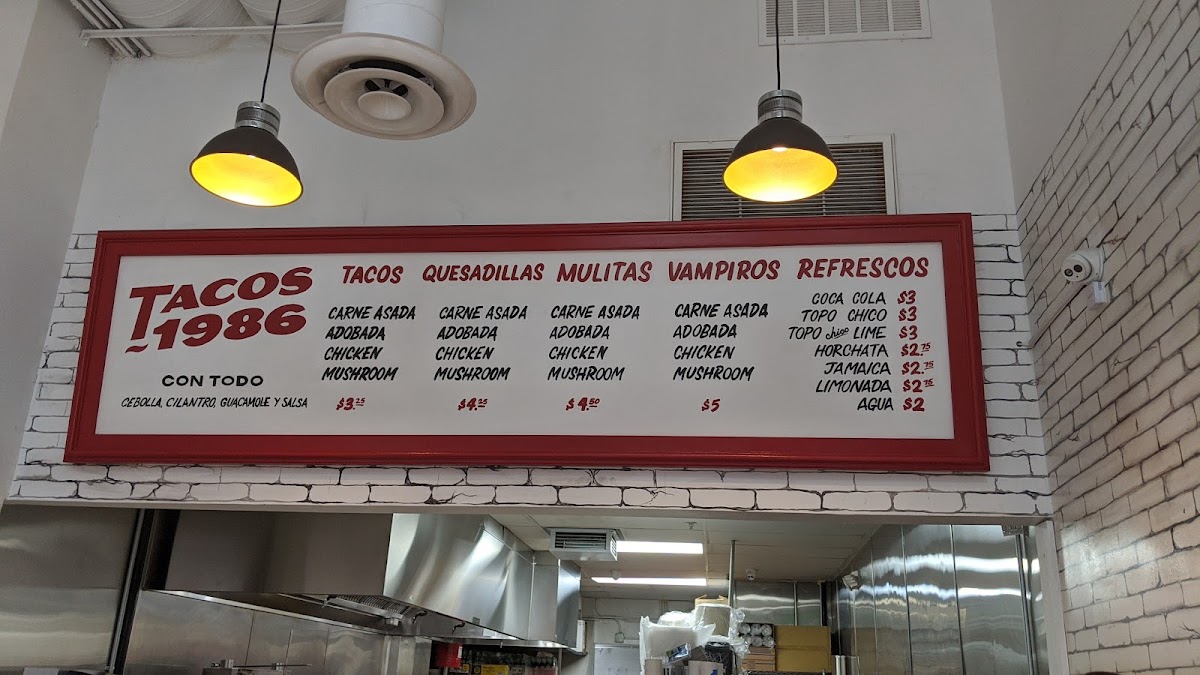 TACOS
1986
CON TODO
CEBOLLA, CILANTRO, GUACAMOLE Y SALSA
TACOS
CARNE ASADA
ADOBADA
CHICKEN
MUSHROOM
$3.25
QUESADILLAS
CARNE ASADA
ADOBADA
CHICKEN
MUSHROOM
$4.25
MULITAS
CARNE ASADA
ADOBADA
CHICKEN
MUSHROOM
$4.50
VAMPIROS
CARNE ASADA
ADOBADA
CHICKEN
MUSHROOM
$5
REFRESCOS
COCA COLA $3
TOPO CHICO $3
TOPO chico LIME $3
HORCHATA $2.75
JAMAICA $2.75
LIMONADA $2.75
AGUA $2